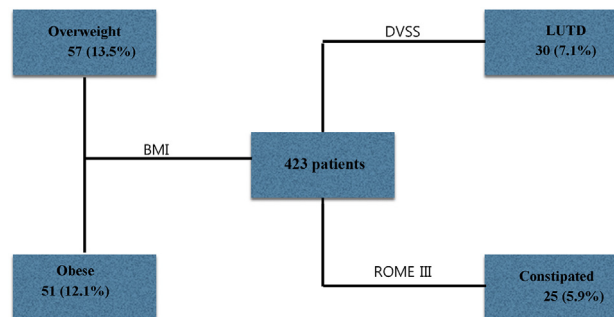 Overweight
57 (13.5%)
DVSS
LUTD
30 (7.1%)
BMI
423 patients
Obese
51 (12.1%)
ROME III
Constipated
25 (5.9%)